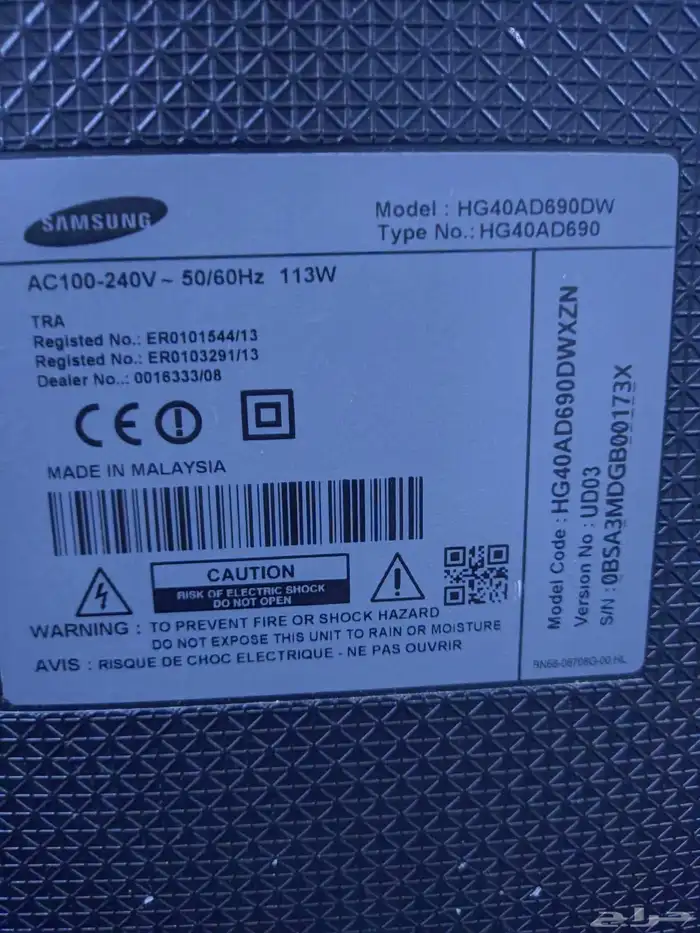 SAMSUNG
Model : HG40AD690DW
Type No.: HG40AD690
AC100-240V ~ 50/60Hz 113W
TRA
Registed No.: ER0101544/13
Registed No.: ER0103291/13
Dealer No..: 0016333/08
CE
MADE IN MALAYSIA
CAUTION
RISK OF ELECTRIC SHOCK
DO NOT OPEN
WARNING : TO PREVENT FIRE OR SHOCK HAZARD
DO NOT EXPOSE THIS UNIT TO RAIN OR MOISTURE
AVIS : RISQUE DE CHOC ELECTRIQUE - NE PAS OUVRIR
Model Code : HG40AD690DWXZN
Version No : UD03
S/N : 0BSA3MDGB00173X
حراج